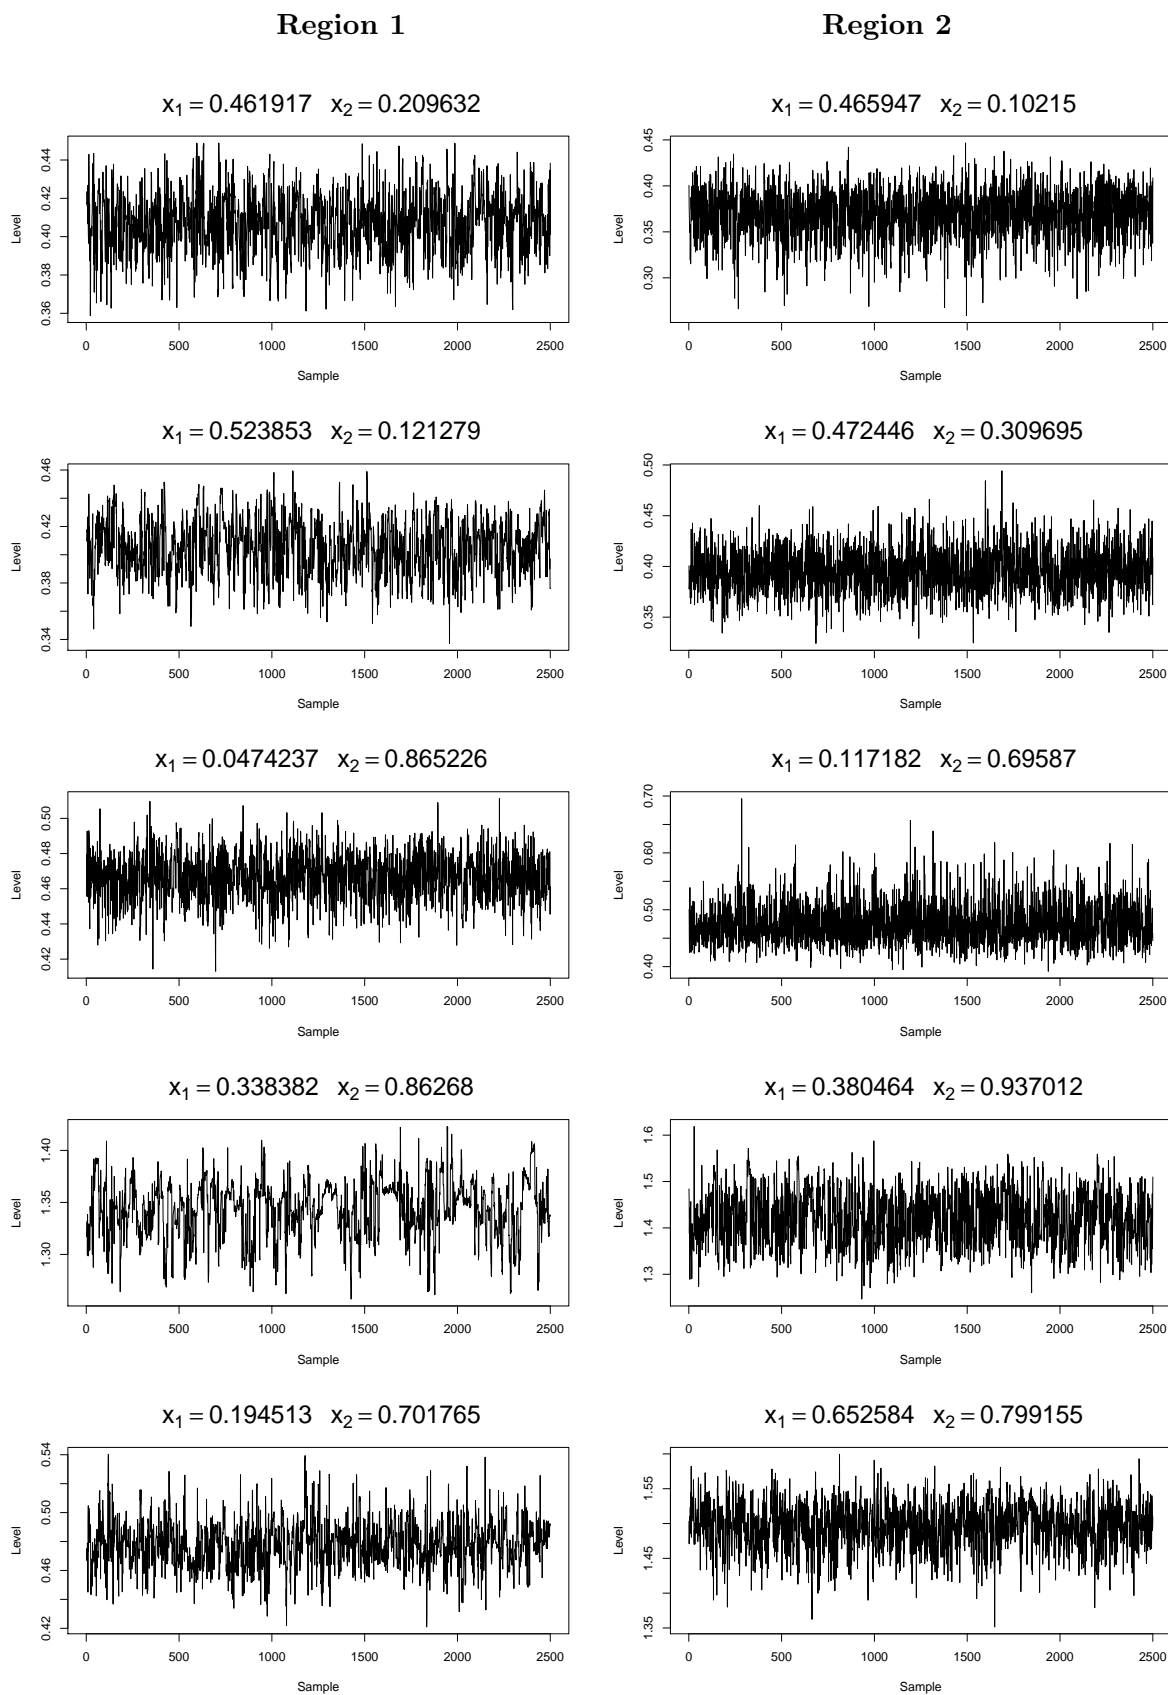 Region 1 Region 2
x1 = 0.461917 x2 = 0.209632 x1 = 0.465947 x2 = 0.10215
Level 0.36 0.38 0.40 0.42 0.44 Level 0.30 0.35 0.40 0.45
0 500 1000 1500 2000 2500 0 500 1000 1500 2000 2500
Sample Sample
x1 = 0.523853 x2 = 0.121279 x1 = 0.472446 x2 = 0.309695
Level 0.34 0.38 0.42 0.46 Level 0.35 0.40 0.45 0.50
0 500 1000 1500 2000 2500 0 500 1000 1500 2000 2500
Sample Sample
x1 = 0.0474237 x2 = 0.865226 x1 = 0.117182 x2 = 0.69587
Level 0.42 0.44 0.46 0.48 0.50 Level 0.40 0.50 0.60 0.70
0 500 1000 1500 2000 2500 0 500 1000 1500 2000 2500
Sample Sample
x1 = 0.338382 x2 = 0.86268 x1 = 0.380464 x2 = 0.937012
Level 1.30 1.35 1.40 Level 1.3 1.4 1.5 1.6
0 500 1000 1500 2000 2500 0 500 1000 1500 2000 2500
Sample Sample
x1 = 0.194513 x2 = 0.701765 x1 = 0.652584 x2 = 0.799155
Level 0.42 0.46 0.50 0.54 Level 1.35 1.45 1.55
0 500 1000 1500 2000 2500 0 500 1000 1500 2000 2500
Sample Sample